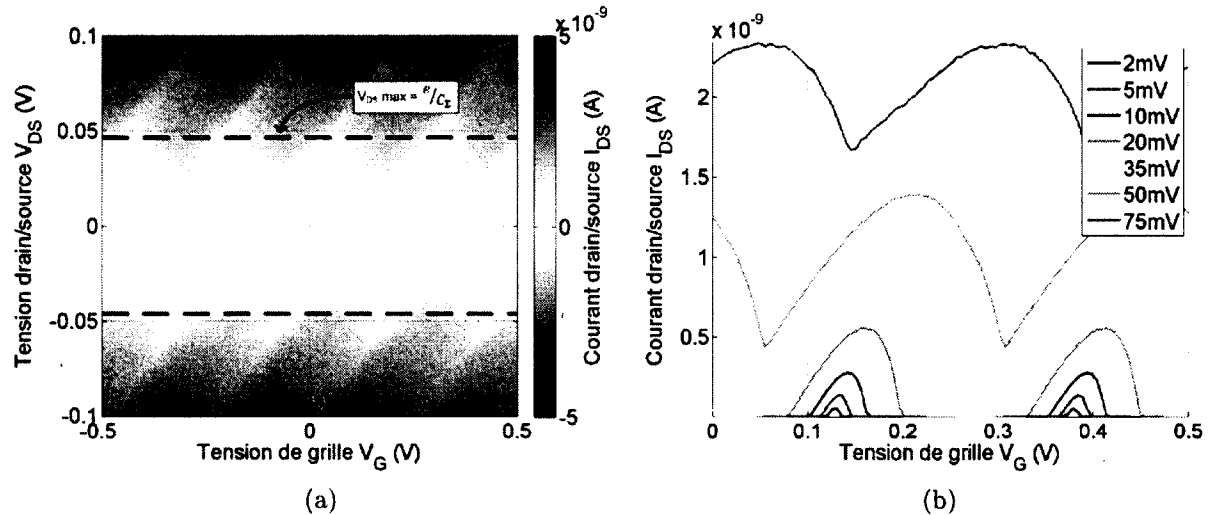 0.1
0.05
0
-0.05
-0.1
-0.5
0
0.5
Tension drain/source V_DS (V)
Tension de grille V_G (V)
V_DS max = e/C_Σ
x 10^-9
5
0
-5
Courant drain/source I_DS (A)
(a)
x 10^-9
2
1.5
1
0.5
0
0.1
0.2
0.3
0.4
0.5
Courant drain/source I_DS (A)
Tension de grille V_G (V)
2mV
5mV
10mV
20mV
35mV
50mV
75mV
(b)